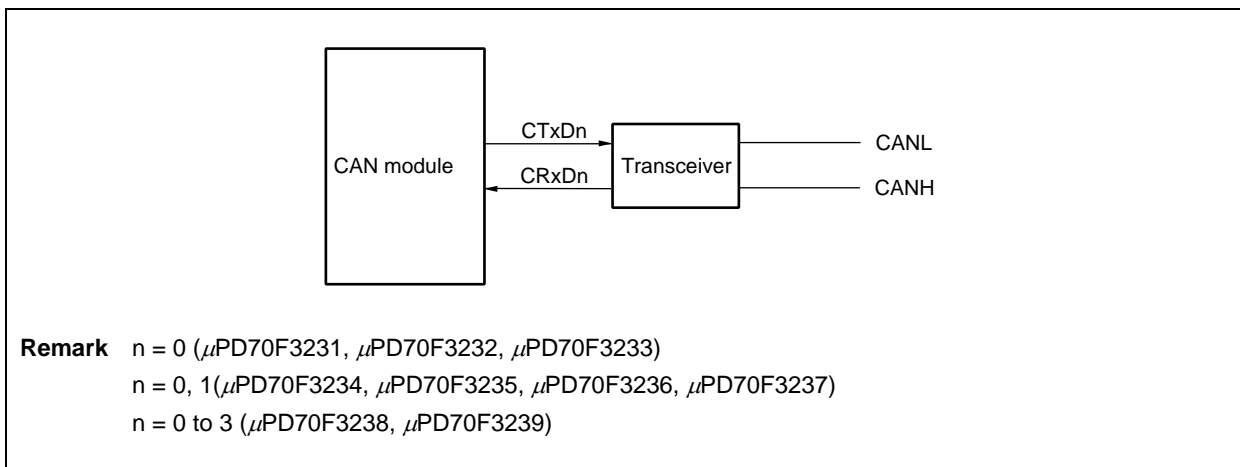 CTxDn
CANL
CAN module
Transceiver
CRxDn
CANH
Remark n = 0 (μPD70F3231, μPD70F3232, μPD70F3233)
n = 0, 1(μPD70F3234, μPD70F3235, μPD70F3236, μPD70F3237)
n = 0 to 3 (μPD70F3238, μPD70F3239)